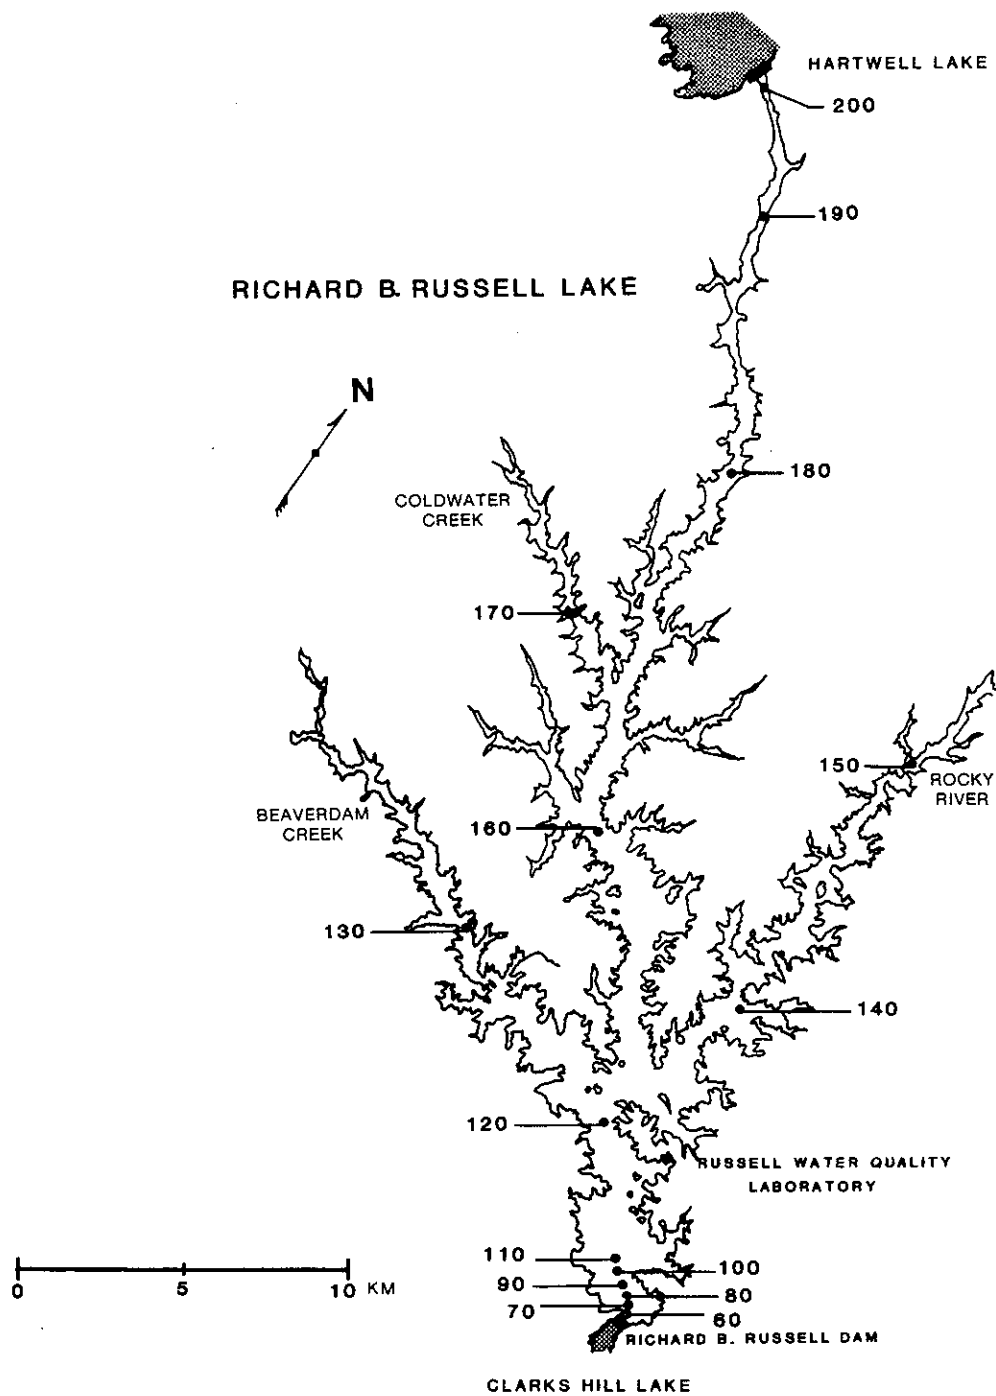 HARTWELL LAKE
200
190
RICHARD B. RUSSELL LAKE
N
180
COLDWATER
CREEK
170
150
ROCKY
RIVER
BEAVERDAM
CREEK
160
130
140
120
RUSSELL WATER QUALITY
LABORATORY
110
100
90
80
70
60
0 5 10 KM
RICHARD B. RUSSELL DAM
CLARKS HILL LAKE